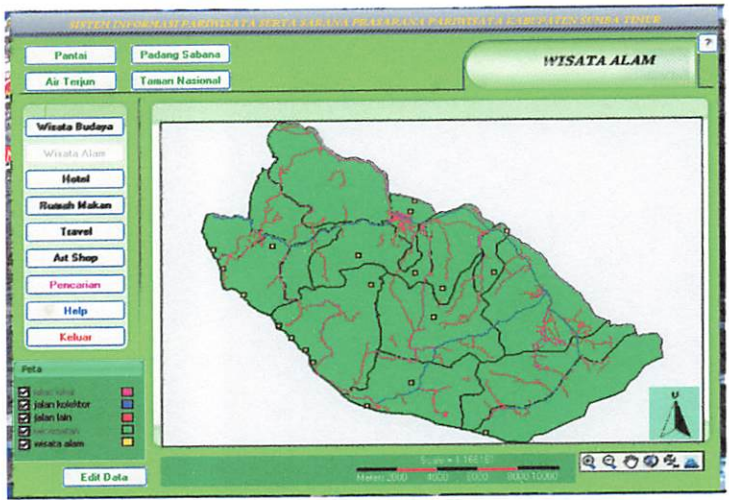 SISTEM INFORMASI PARIWISATA SERTA SARANA PRASARANA PARIWISATA KABUPATEN SUMBA TIMUR
?
Pantai
Padang Sabana
Air Terjun
Taman Nasional
WISATA ALAM
Wisata Budaya
Wisata Alam
Hotel
Rumah Makan
Travel
Art Shop
Pencarian
Help
Keluar
Peta
jalan kolektor
jalan lain
kecamatan
wisata alam
Edit Data
U
Meters 2000 4000 6000 8000 10000